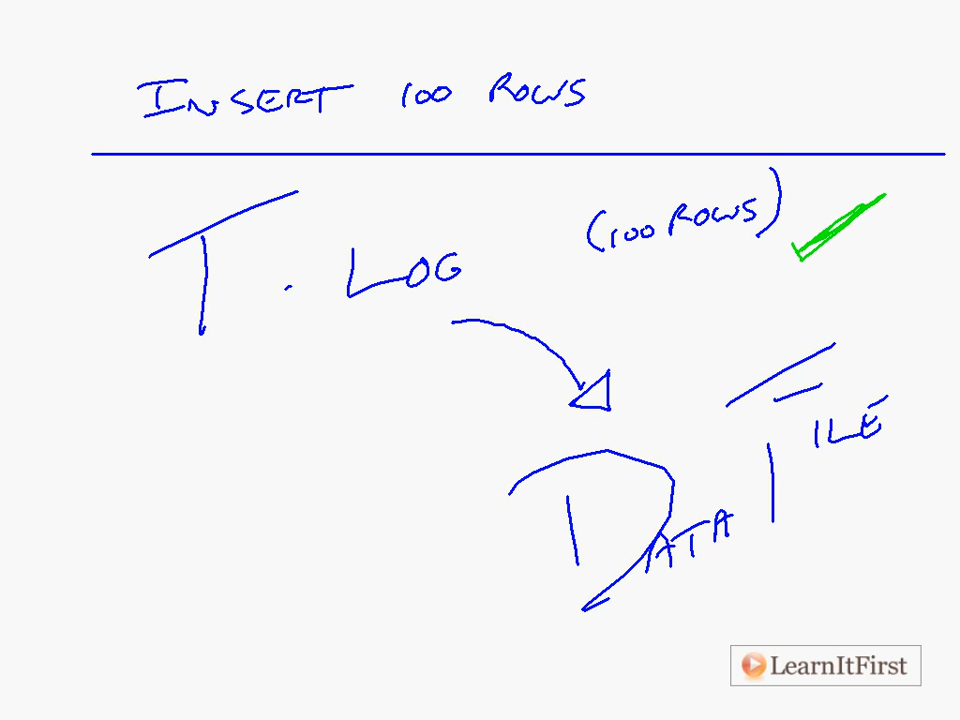 INSERT 100 ROWS
(100 ROWS)
T. LOG
DATA FILE
LearnItFirst